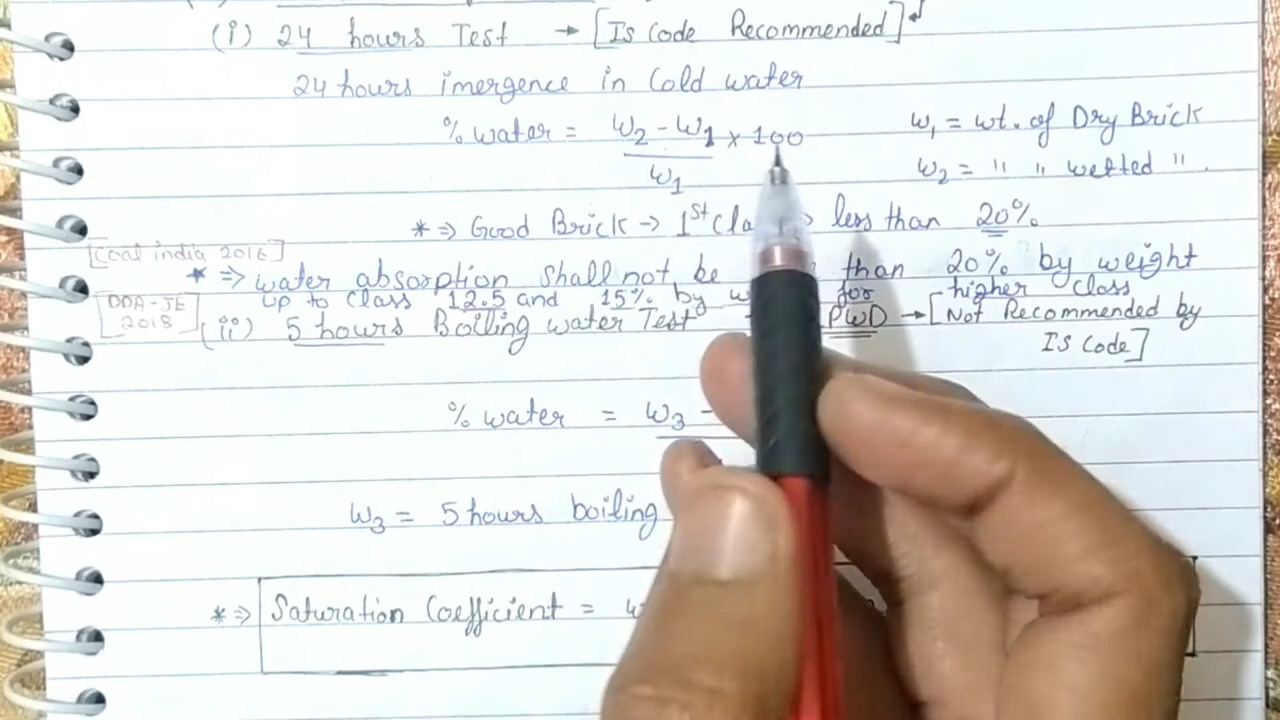 (i) 24 hours Test → [Is Code Recommended]
24 hours imergence in Cold water
% water = W2 - W1 / W1 × 100
W1 = wt. of Dry Brick
W2 = " " wetted ".
* ⇒ Good Brick → 1st less than 20%
[Coal india 2016]
* ⇒ water absorption shall not be than 20% by weight
up to Class 12.5 and 15% by for higher class
[DDA-JE 2018]
(ii) 5 hours Boiling water Test PWD → [Not Recommended by
Is Code]
% water = W3 -
W3 = 5 hours boiling
* ⇒ Saturation Coefficient =